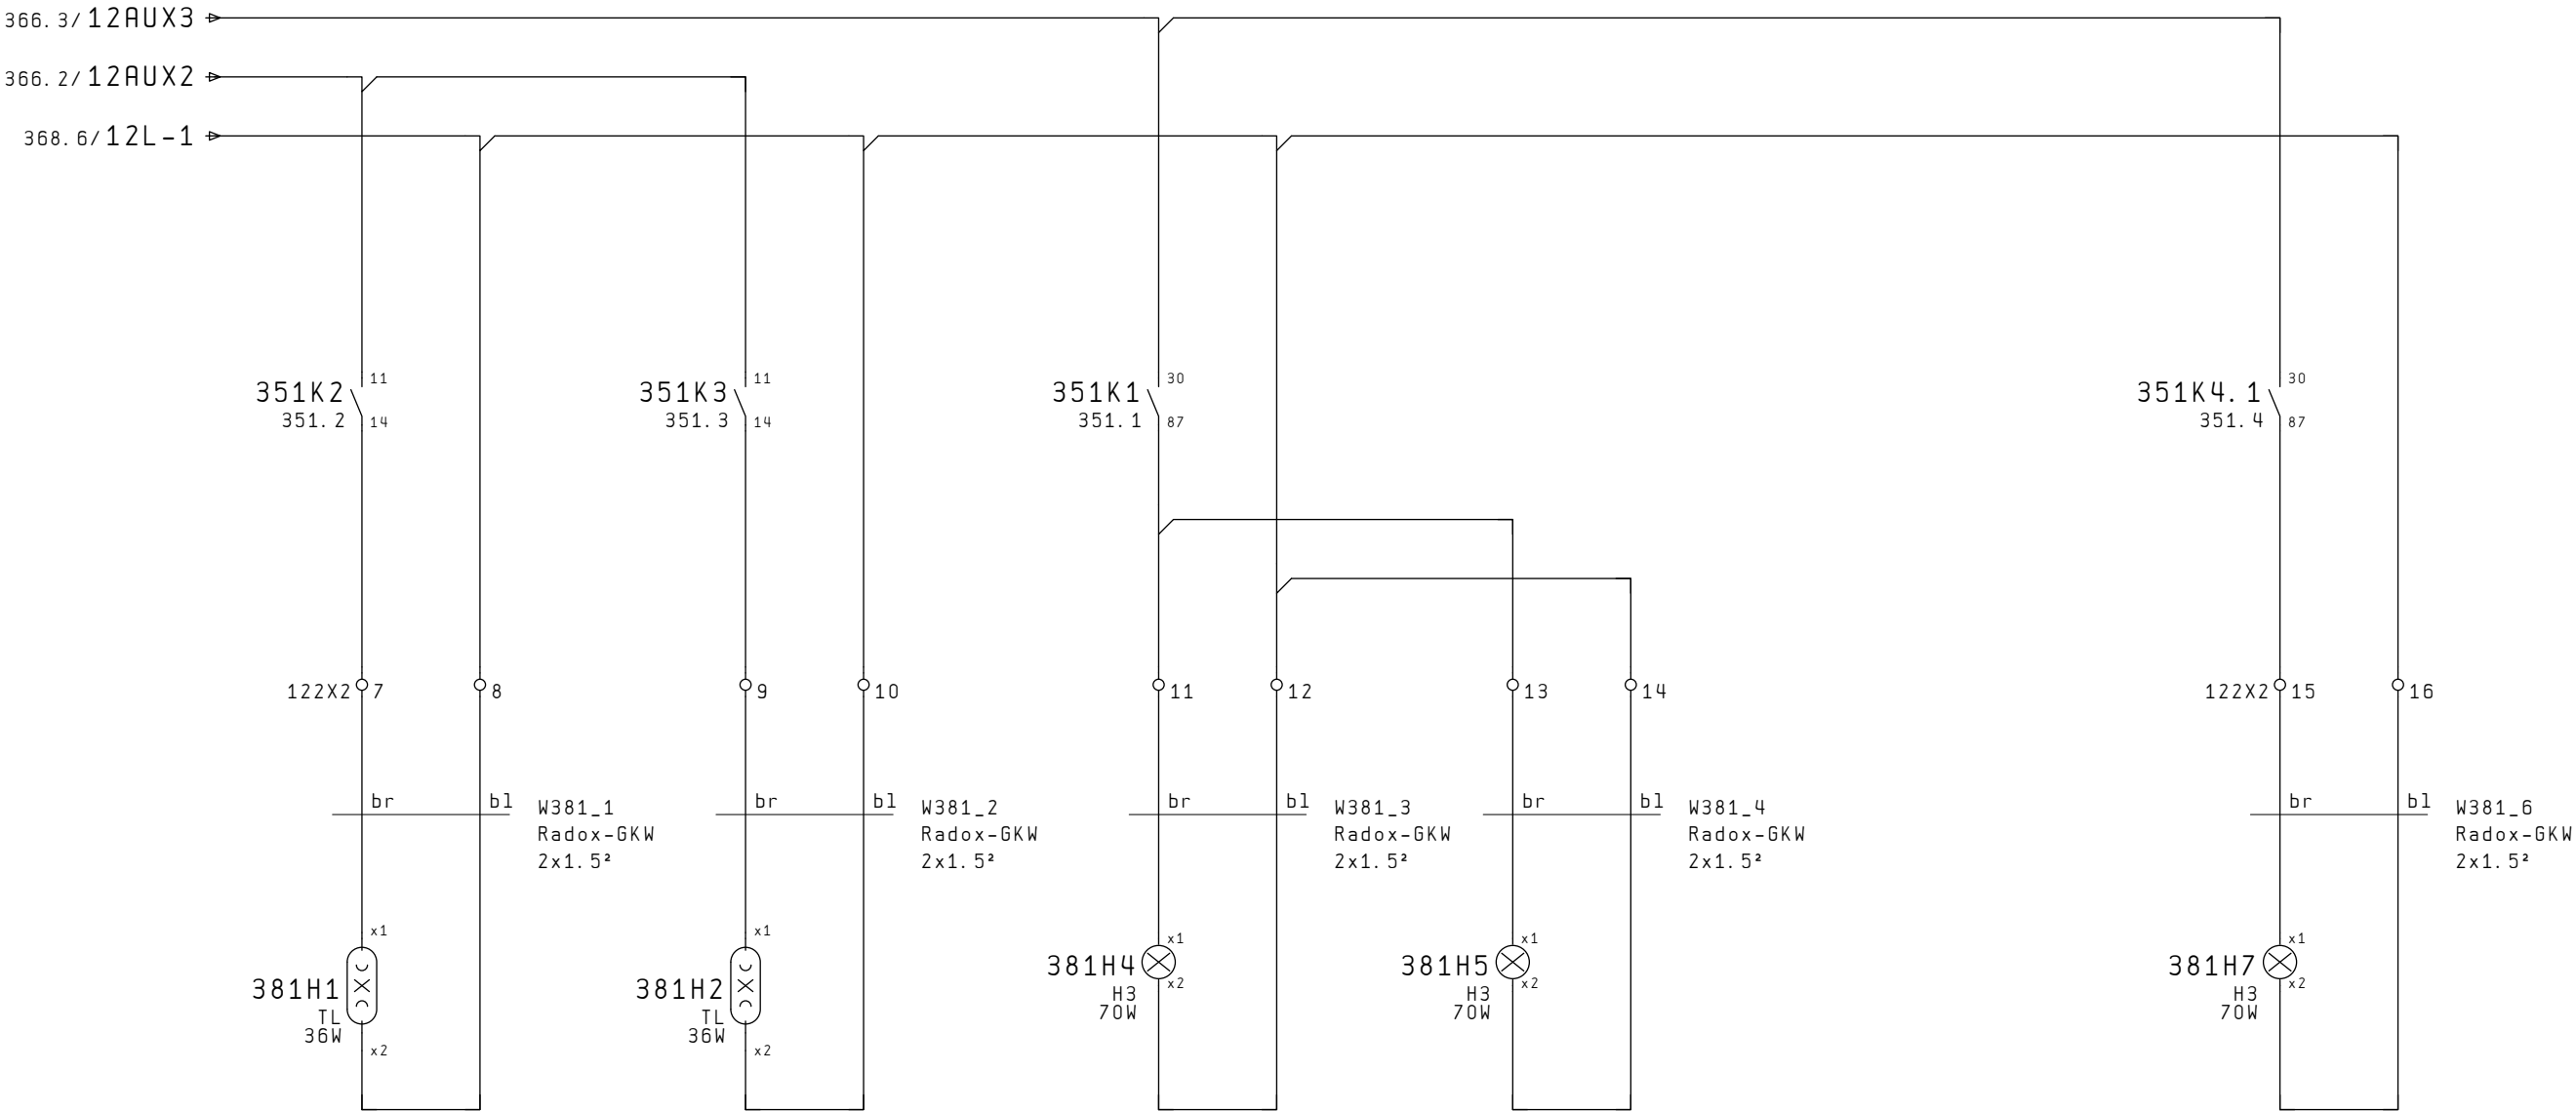 366.3/12AUX3
366.2/12AUX2
368.6/12L-1
351K2 11
351.2 14
351K3 11
351.3 14
351K1 30
351.1 87
351K4.1 30
351.4 87
122X2 7 8 9 10 11 12 13 14 122X2 15 16
br bl W381_1
Radox-GKW
2x1.5²
br bl W381_2
Radox-GKW
2x1.5²
br bl W381_3
Radox-GKW
2x1.5²
br bl W381_4
Radox-GKW
2x1.5²
br bl W381_6
Radox-GKW
2x1.5²
x1
381H1
TL
36W
x2
x1
381H2
TL
36W
x2
x1
381H4
x2
H3
70W
x1
381H5
x2
H3
70W
x1
381H7
x2
H3
70W